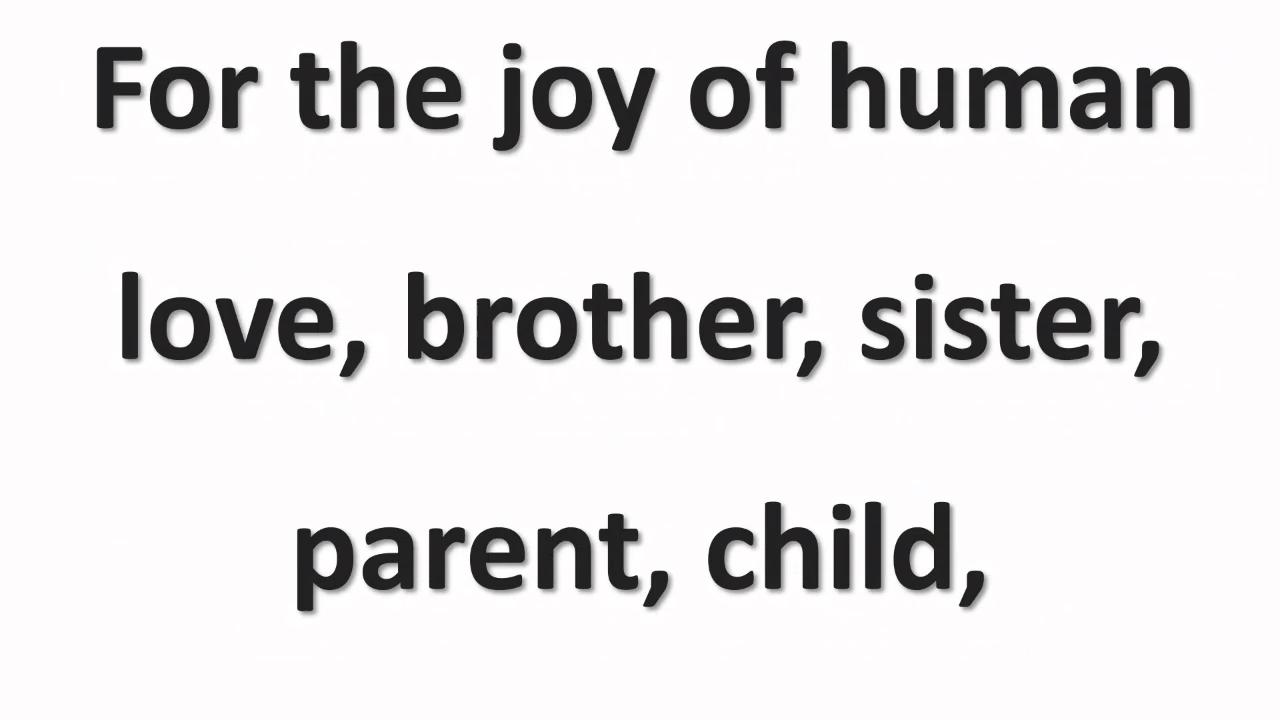 For the joy of human
love, brother, sister,
parent, child,